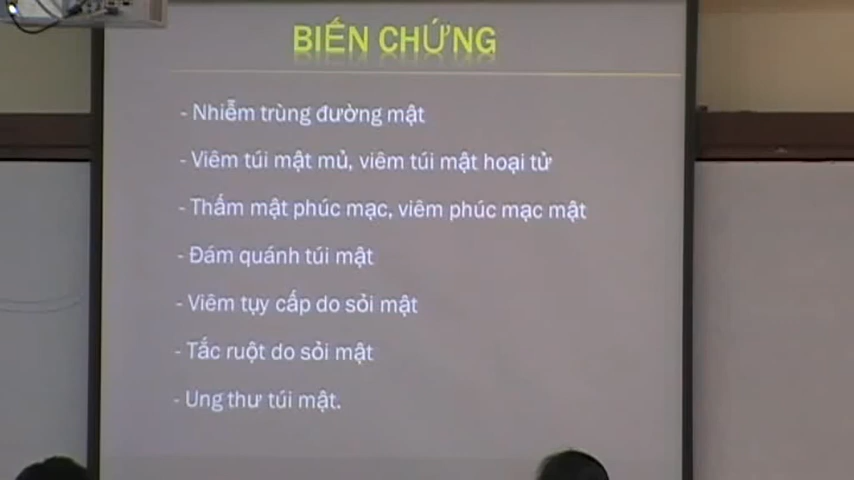 BIẾN CHỨNG
- Nhiễm trùng đường mật
- Viêm túi mật mủ, viêm túi mật hoại tử
- Thấm mật phúc mạc, viêm phúc mạc mật
- Đám quánh túi mật
- Viêm tụy cấp do sỏi mật
- Tắc ruột do sỏi mật
- Ung thư túi mật.